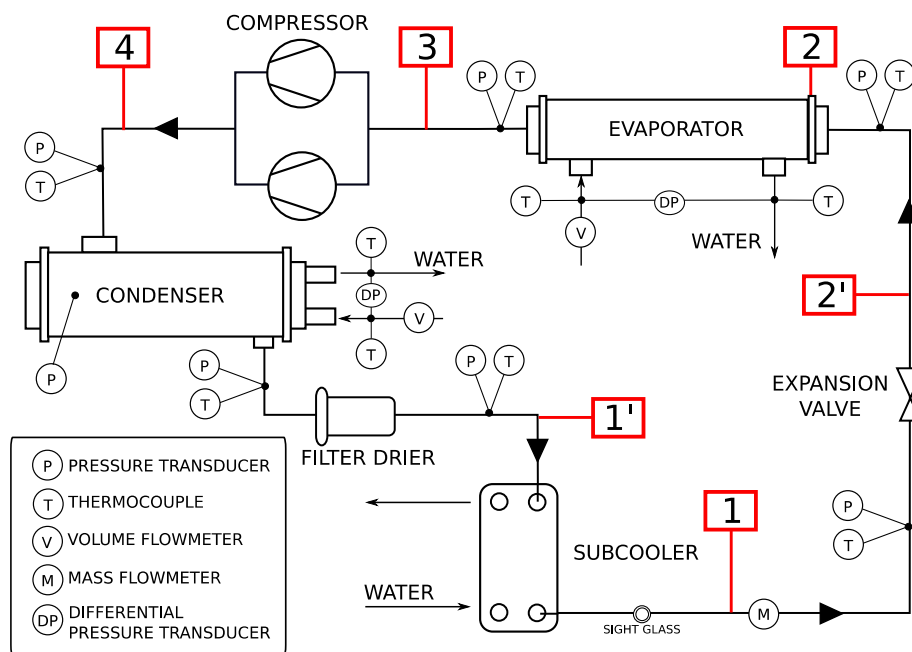 COMPRESSOR
4
3
2
P
T
P
T
EVAPORATOR
P
T
T
DP
T
V
WATER
T
WATER
CONDENSER
DP
V
2'
P
T
P
T
P
T
EXPANSION
VALVE
1'
FILTER DRIER
P PRESSURE TRANSDUCER
T THERMOCOUPLE
V VOLUME FLOWMETER
M MASS FLOWMETER
DP DIFFERENTIAL
PRESSURE TRANSDUCER
1
P
T
SUBCOOLER
WATER
SIGHT GLASS
M